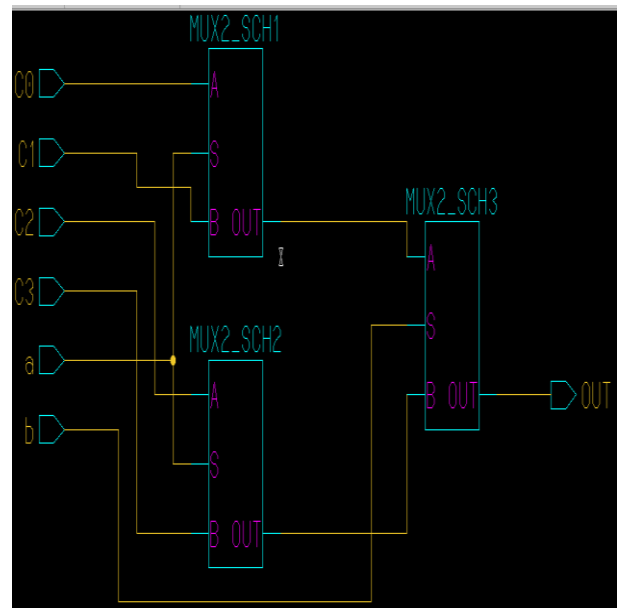 MUX2_SCH1
C0
A
C1
S
C2
B OUT
MUX2_SCH3
A
C3
S
MUX2_SCH2
a
A
B OUT
OUT
b
S
B OUT